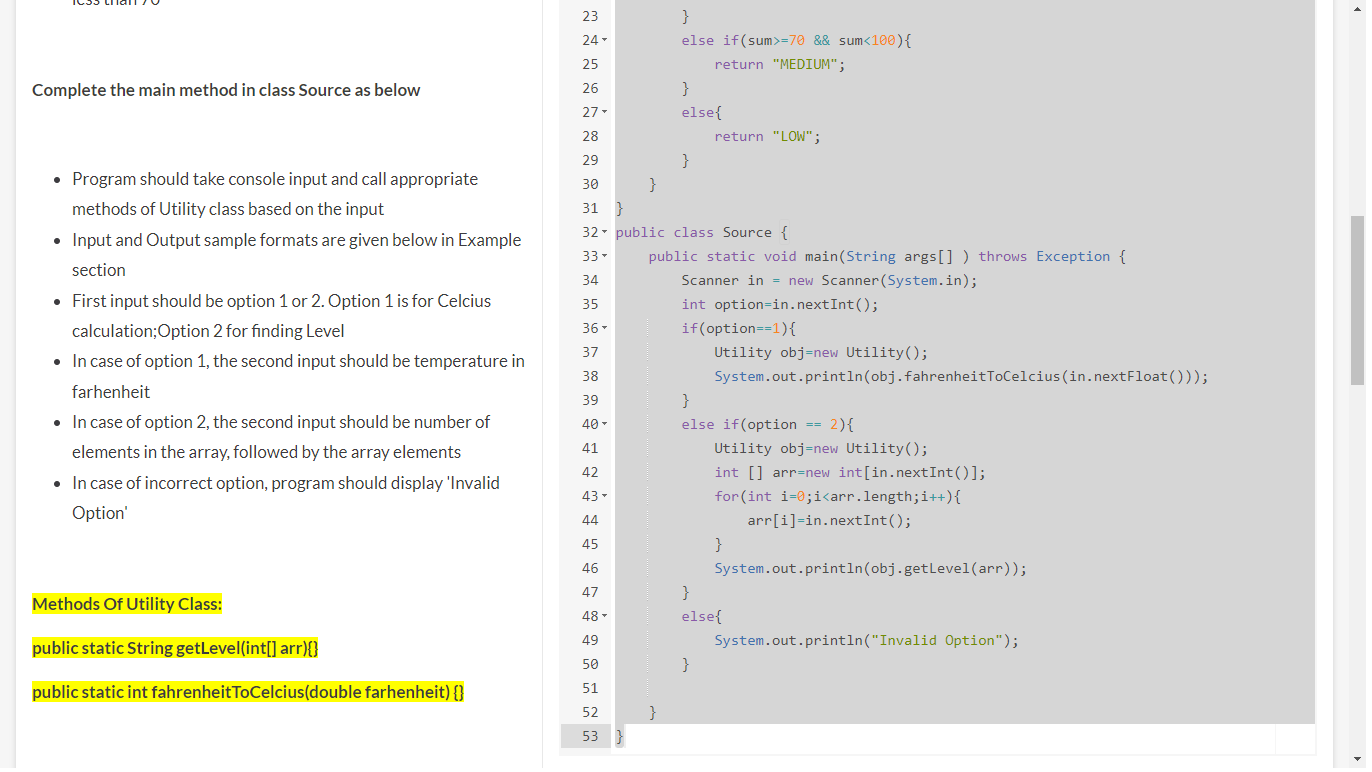 less than 70
Complete the main method in class Source as below
• Program should take console input and call appropriate
methods of Utility class based on the input
• Input and Output sample formats are given below in Example
section
• First input should be option 1 or 2. Option 1 is for Celcius
calculation;Option 2 for finding Level
• In case of option 1, the second input should be temperature in
farhenheit
• In case of option 2, the second input should be number of
elements in the array, followed by the array elements
• In case of incorrect option, program should display 'Invalid
Option'
Methods Of Utility Class:
public static String getLevel(int[] arr){}
public static int fahrenheitToCelcius(double farhenheit) {}
23 }
24 else if(sum>=70 && sum<100){
25 return "MEDIUM";
26 }
27 else{
28 return "LOW";
29 }
30 }
31 }
32 public class Source {
33 public static void main(String args[] ) throws Exception {
34 Scanner in = new Scanner(System.in);
35 int option=in.nextInt();
36 if(option==1){
37 Utility obj=new Utility();
38 System.out.println(obj.fahrenheitToCelcius(in.nextFloat()));
39 }
40 else if(option == 2){
41 Utility obj=new Utility();
42 int [] arr=new int[in.nextInt()];
43 for(int i=0;i<arr.length;i++){
44 arr[i]=in.nextInt();
45 }
46 System.out.println(obj.getLevel(arr));
47 }
48 else{
49 System.out.println("Invalid Option");
50 }
51
52 }
53 }